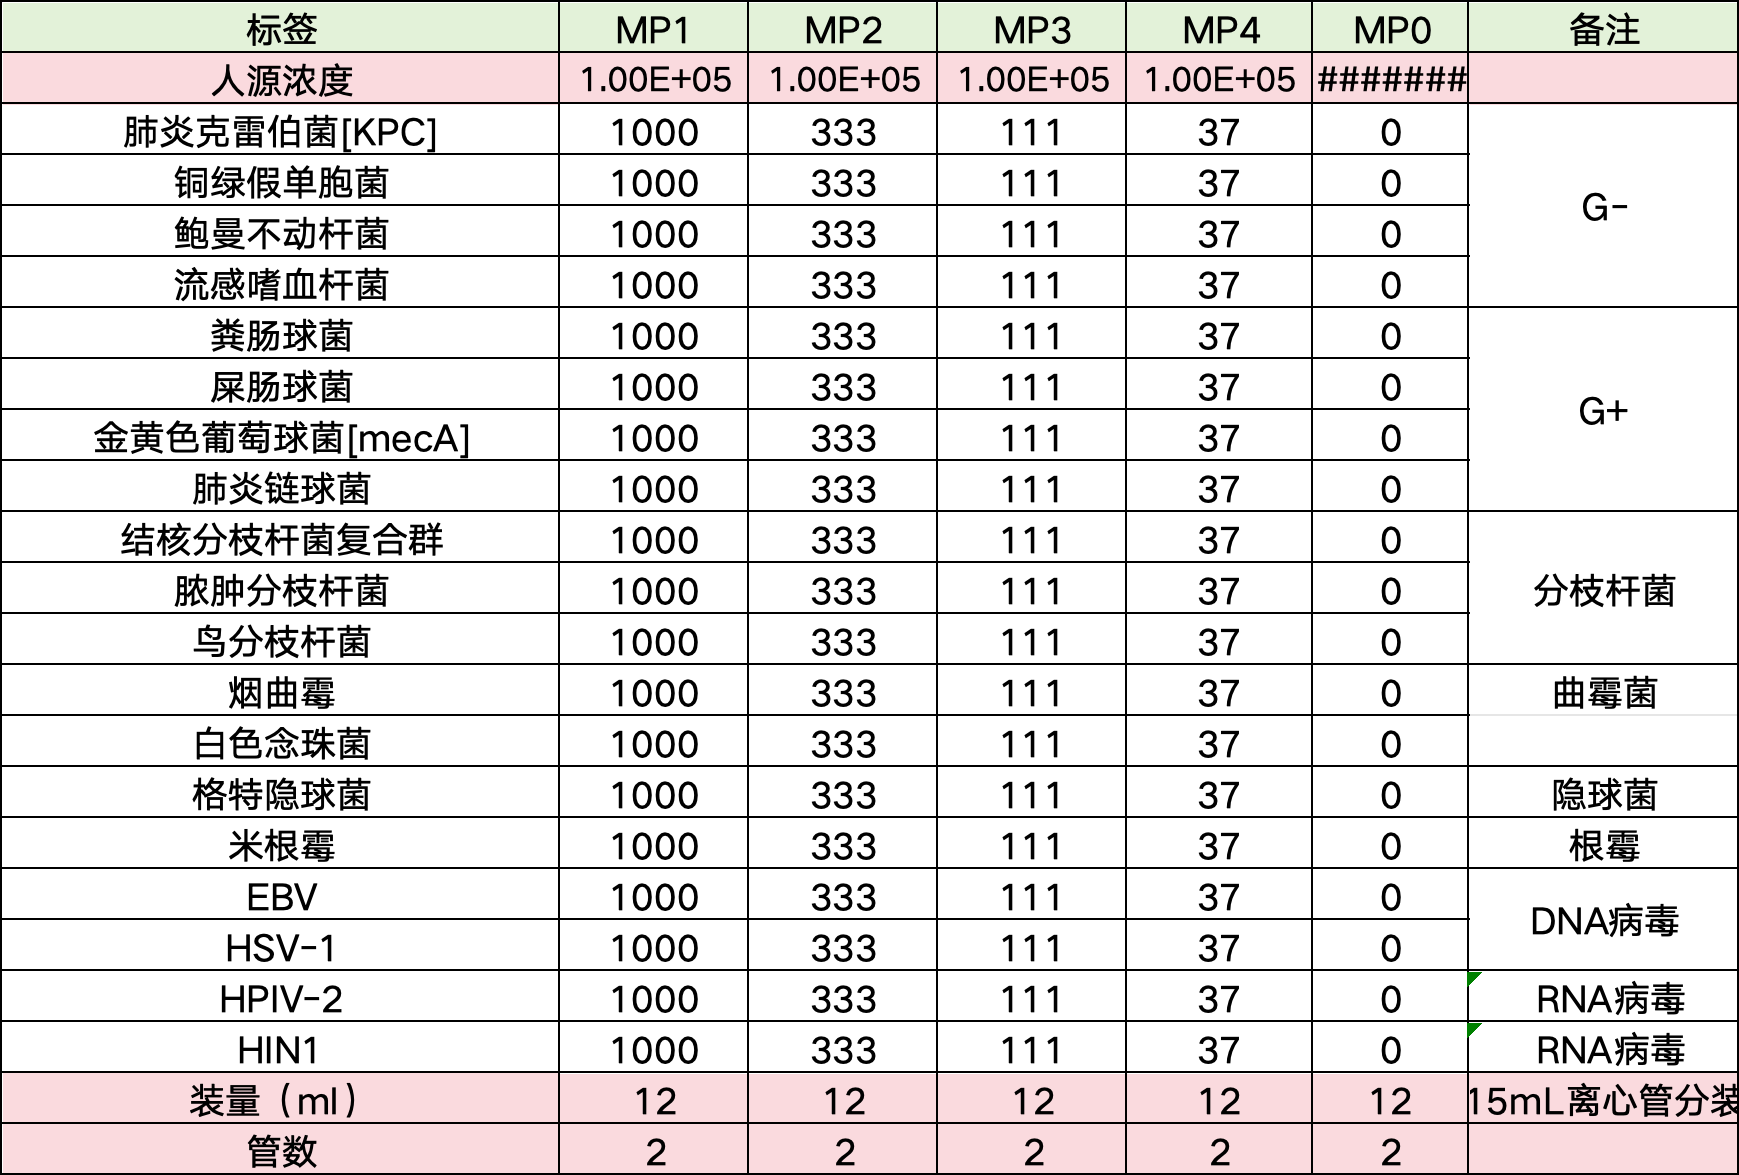 标签 MP1 MP2 MP3 MP4 MP0 备注
人源浓度 1.00E+05 1.00E+05 1.00E+05 1.00E+05 #######
肺炎克雷伯菌[KPC] 1000 333 111 37 0 G-
铜绿假单胞菌 1000 333 111 37 0
鲍曼不动杆菌 1000 333 111 37 0
流感嗜血杆菌 1000 333 111 37 0
粪肠球菌 1000 333 111 37 0 G+
屎肠球菌 1000 333 111 37 0
金黄色葡萄球菌[mecA] 1000 333 111 37 0
肺炎链球菌 1000 333 111 37 0
结核分枝杆菌复合群 1000 333 111 37 0 分枝杆菌
脓肿分枝杆菌 1000 333 111 37 0
鸟分枝杆菌 1000 333 111 37 0
烟曲霉 1000 333 111 37 0 曲霉菌
白色念珠菌 1000 333 111 37 0
格特隐球菌 1000 333 111 37 0 隐球菌
米根霉 1000 333 111 37 0 根霉
EBV 1000 333 111 37 0 DNA病毒
HSV-1 1000 333 111 37 0
HPIV-2 1000 333 111 37 0 RNA病毒
HIN1 1000 333 111 37 0 RNA病毒
装量（ml） 12 12 12 12 12 15mL离心管分装
管数 2 2 2 2 2